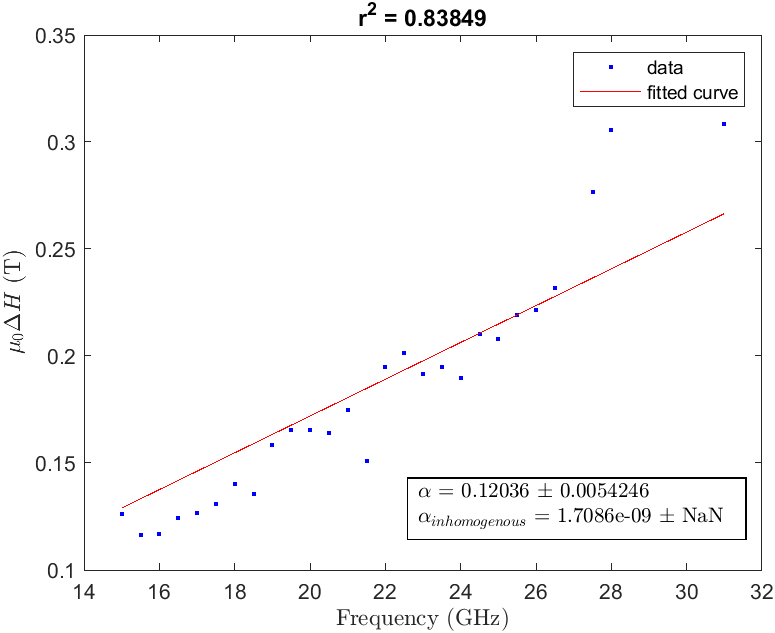 r² = 0.83849
0.35
data
fitted curve
0.3
0.25
μ₀ΔH (T)
0.2
0.15
α = 0.12036 ± 0.0054246
α_inhomogenous = 1.7086e-09 ± NaN
0.1
14 16 18 20 22 24 26 28 30 32
Frequency (GHz)